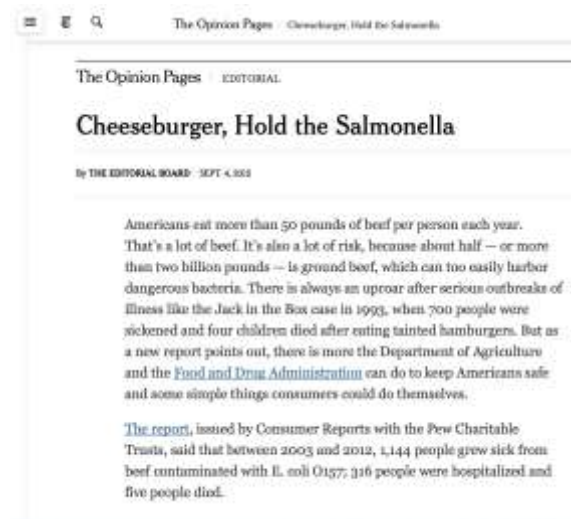 The Opinion Pages Cheeseburger, Hold the Salmonella
The Opinion Pages EDITORIAL
Cheeseburger, Hold the Salmonella
By THE EDITORIAL BOARD SEPT. 4,
Americans eat more than 50 pounds of beef per person each year.
That's a lot of beef. It's also a lot of risk, because about half — or more
than two billion pounds — is ground beef, which can too easily harbor
dangerous bacteria. There is always an uproar after serious outbreaks of
illness like the Jack in the Box case in 1993, when 700 people were
sickened and four children died after eating tainted hamburgers. But as
a new report points out, there is more the Department of Agriculture
and the Food and Drug Administration can do to keep Americans safe
and some simple things consumers could do themselves.
The report, issued by Consumer Reports with the Pew Charitable
Trusts, said that between 2003 and 2012, 1,144 people grew sick from
beef contaminated with E. coli O157; 316 people were hospitalized and
five people died.